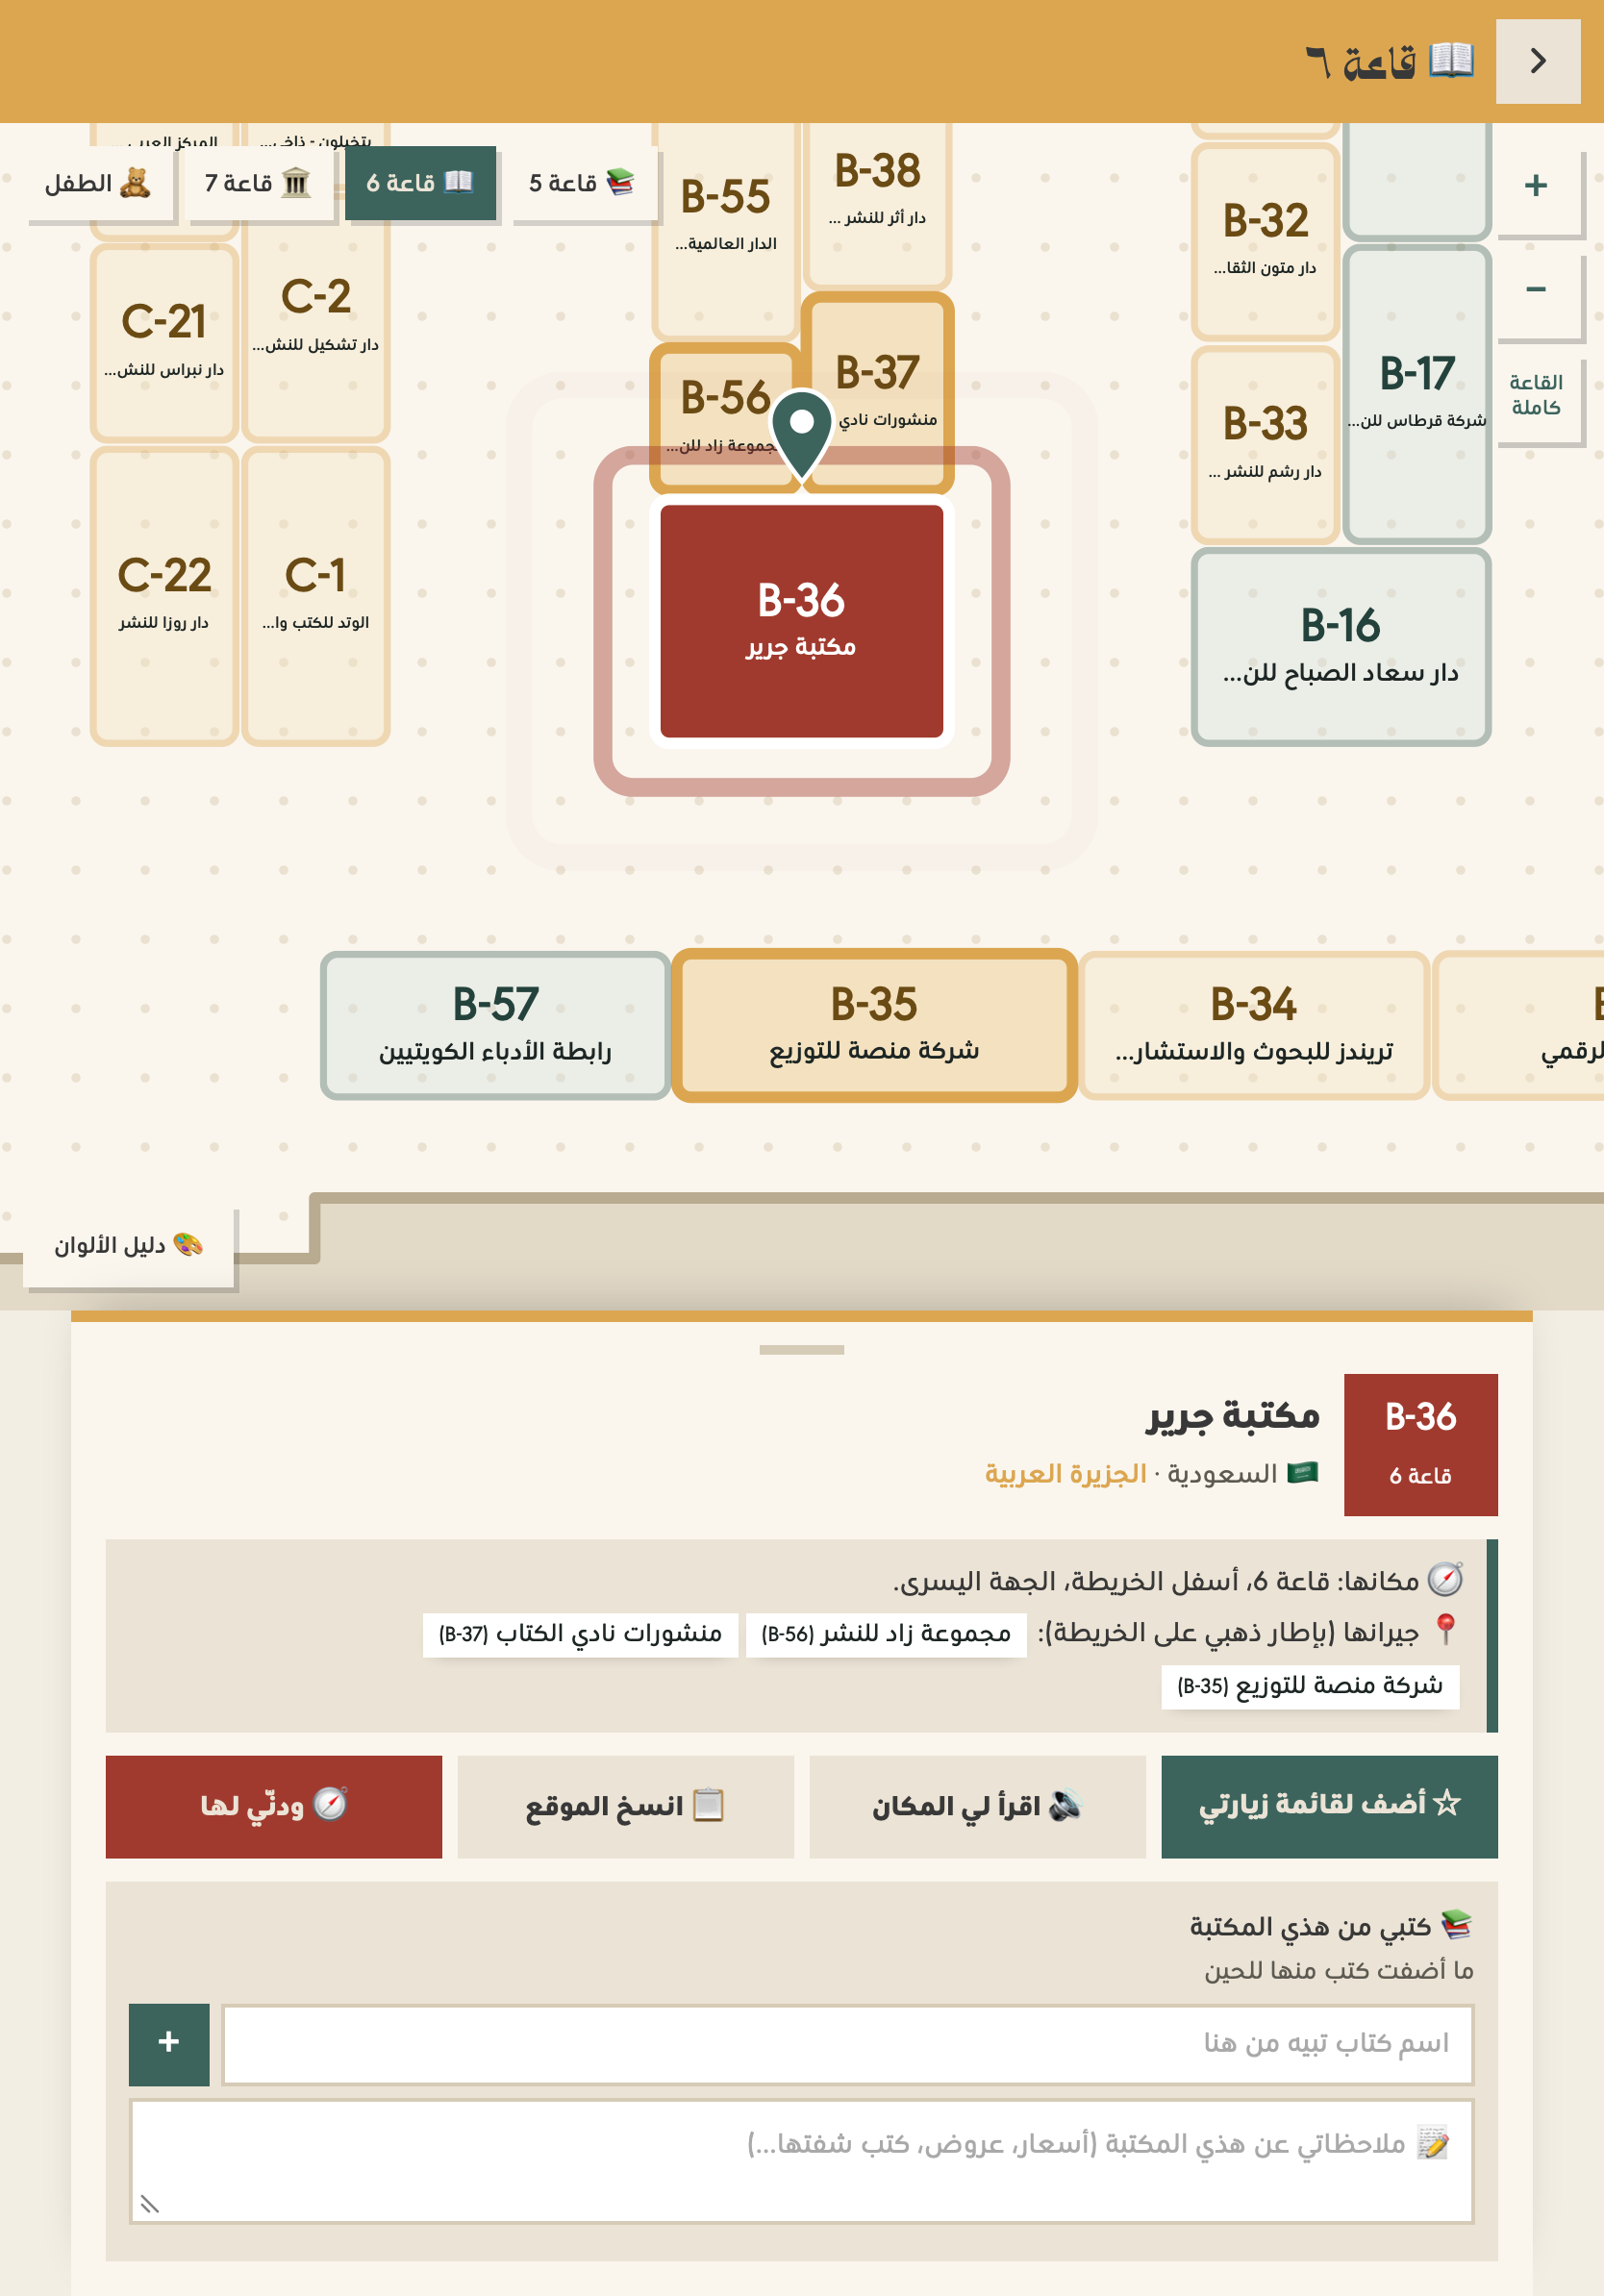 📖 قاعة ٦
المركز العربي ...
يتخيلون - داخي...
📚 قاعة 5
📖 قاعة 6
🏛️ قاعة 7
🧸 الطفل
+
−
القاعة
كاملة
B-38
دار أثر للنشر ...
B-55
الدار العالمية...
B-32
دار متون الثقا...
C-2
دار تشكيل للنش...
C-21
دار نبراس للنش...
B-17
شركة قرطاس للن...
B-37
منشورات نادي
B-56
جموعة زاد للن...
B-33
دار رشم للنشر ...
C-1
الوتد للكتب وا...
C-22
دار روزا للنشر
B-36
مكتبة جرير
B-16
دار سعاد الصباح للن...
B-34
تريندز للبحوث والاستشار...
B-35
شركة منصة للتوزيع
B-57
رابطة الأدباء الكويتيين
🎨 دليل الألوان
B-36
قاعة 6
مكتبة جرير
🇸🇦 السعودية · الجزيرة العربية
🧭 مكانها: قاعة 6، أسفل الخريطة، الجهة اليسرى.
📍 جيرانها (بإطار ذهبي على الخريطة): مجموعة زاد للنشر (B-56) منشورات نادي الكتاب (B-37)
شركة منصة للتوزيع (B-35)
☆ أضف لقائمة زيارتي
🔊 اقرأ لي المكان
📋 انسخ الموقع
🧭 ودّني لها
📚 كتبي من هذي المكتبة
ما أضفت كتب منها للحين
اسم كتاب تبيه من هنا
+
📝 ملاحظاتي عن هذي المكتبة (أسعار، عروض، كتب شفتها...)